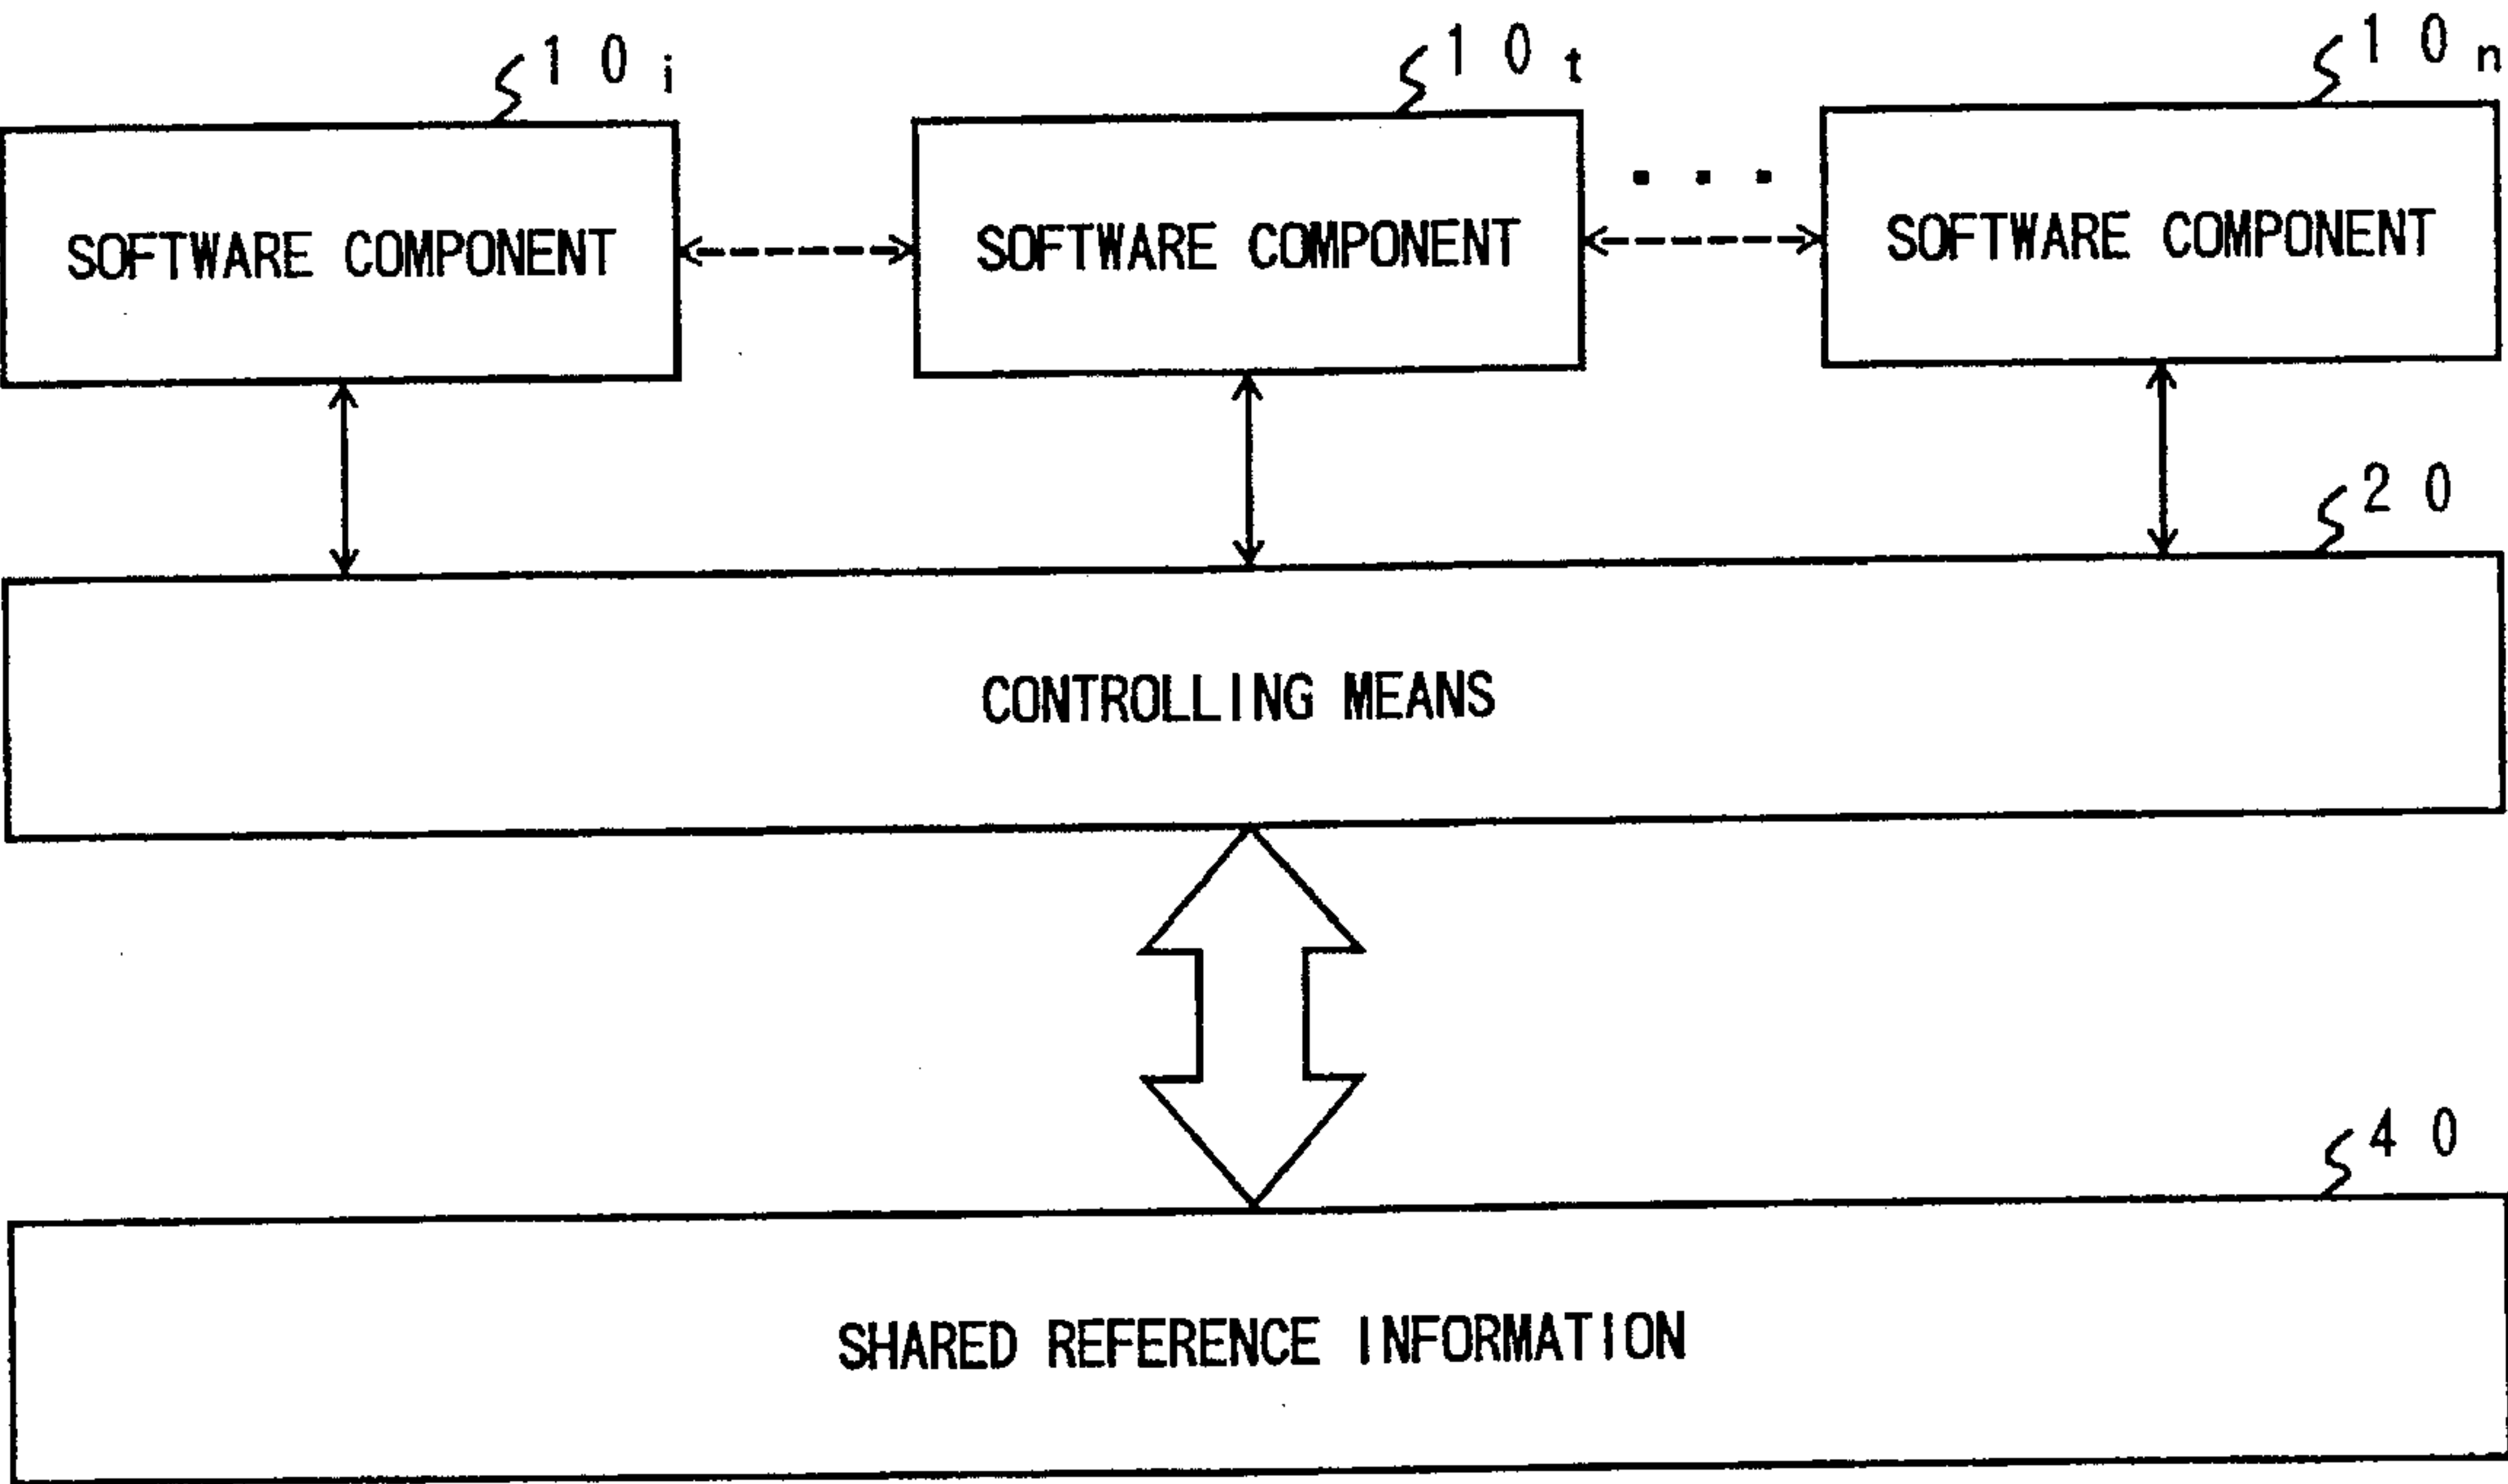 10i
10t
10n
SOFTWARE COMPONENT
SOFTWARE COMPONENT
SOFTWARE COMPONENT
20
CONTROLLING MEANS
40
SHARED REFERENCE INFORMATION